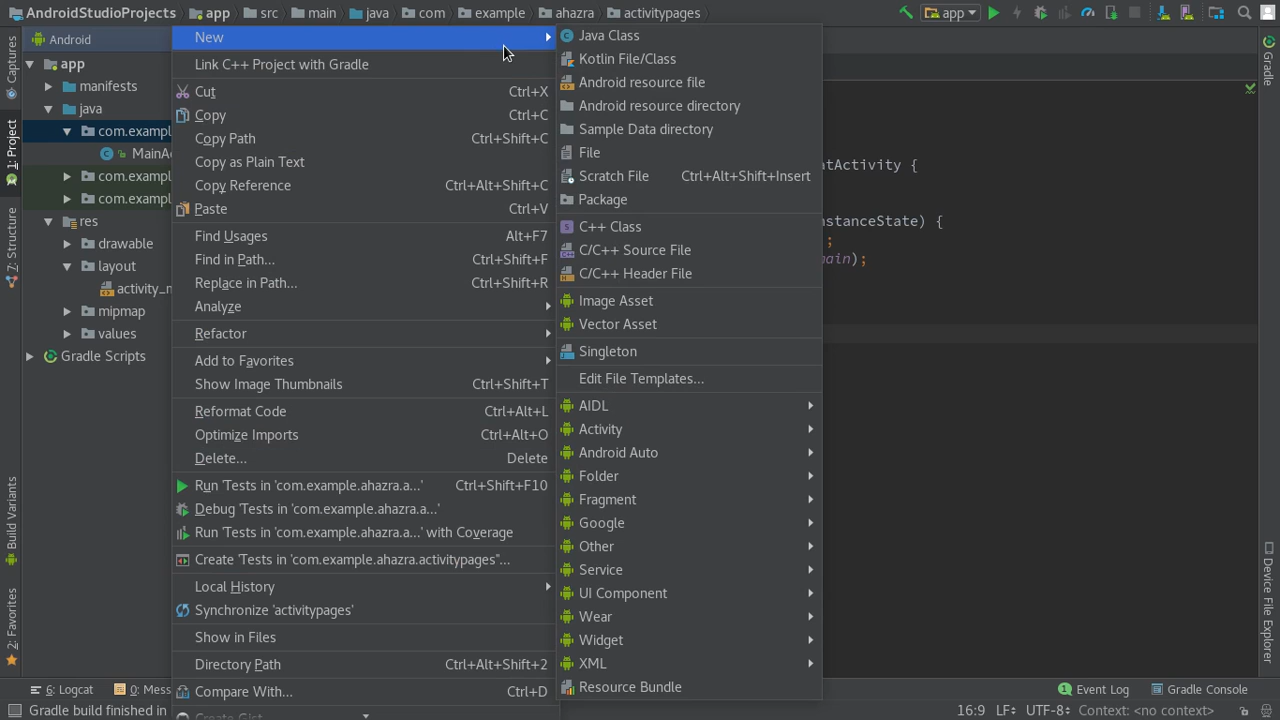 AndroidStudioProjects app src main java com example ahazra activitypages
app
Captures
1: Project
7: Structure
Build Variants
2: Favorites
Android
app
manifests
java
com.exampl
MainAc
com.exampl
com.exampl
res
drawable
layout
activity_m
mipmap
values
Gradle Scripts
New
Link C++ Project with Gradle
Cut Ctrl+X
Copy Ctrl+C
Copy Path Ctrl+Shift+C
Copy as Plain Text
Copy Reference Ctrl+Alt+Shift+C
Paste Ctrl+V
Find Usages Alt+F7
Find in Path... Ctrl+Shift+F
Replace in Path... Ctrl+Shift+R
Analyze
Refactor
Add to Favorites
Show Image Thumbnails Ctrl+Shift+T
Reformat Code Ctrl+Alt+L
Optimize Imports Ctrl+Alt+O
Delete... Delete
Run 'Tests in 'com.example.ahazra.a...' Ctrl+Shift+F10
Debug 'Tests in 'com.example.ahazra.a...'
Run 'Tests in 'com.example.ahazra.a...' with Coverage
Create 'Tests in 'com.example.ahazra.activitypages''...
Local History
Synchronize 'activitypages'
Show in Files
Directory Path Ctrl+Alt+Shift+2
Compare With... Ctrl+D
Create Gist...
Java Class
Kotlin File/Class
Android resource file
Android resource directory
Sample Data directory
File
Scratch File Ctrl+Alt+Shift+Insert
Package
C++ Class
C/C++ Source File
C/C++ Header File
Image Asset
Vector Asset
Singleton
Edit File Templates...
AIDL
Activity
Android Auto
Folder
Fragment
Google
Other
Service
UI Component
Wear
Widget
XML
Resource Bundle
ntActivity {
nstanceState) {
;
main);
Gradle
Device File Explorer
6: Logcat
0: Mess
Event Log
Gradle Console
Gradle build finished in
16:9 LF÷ UTF-8÷ Context: <no context>